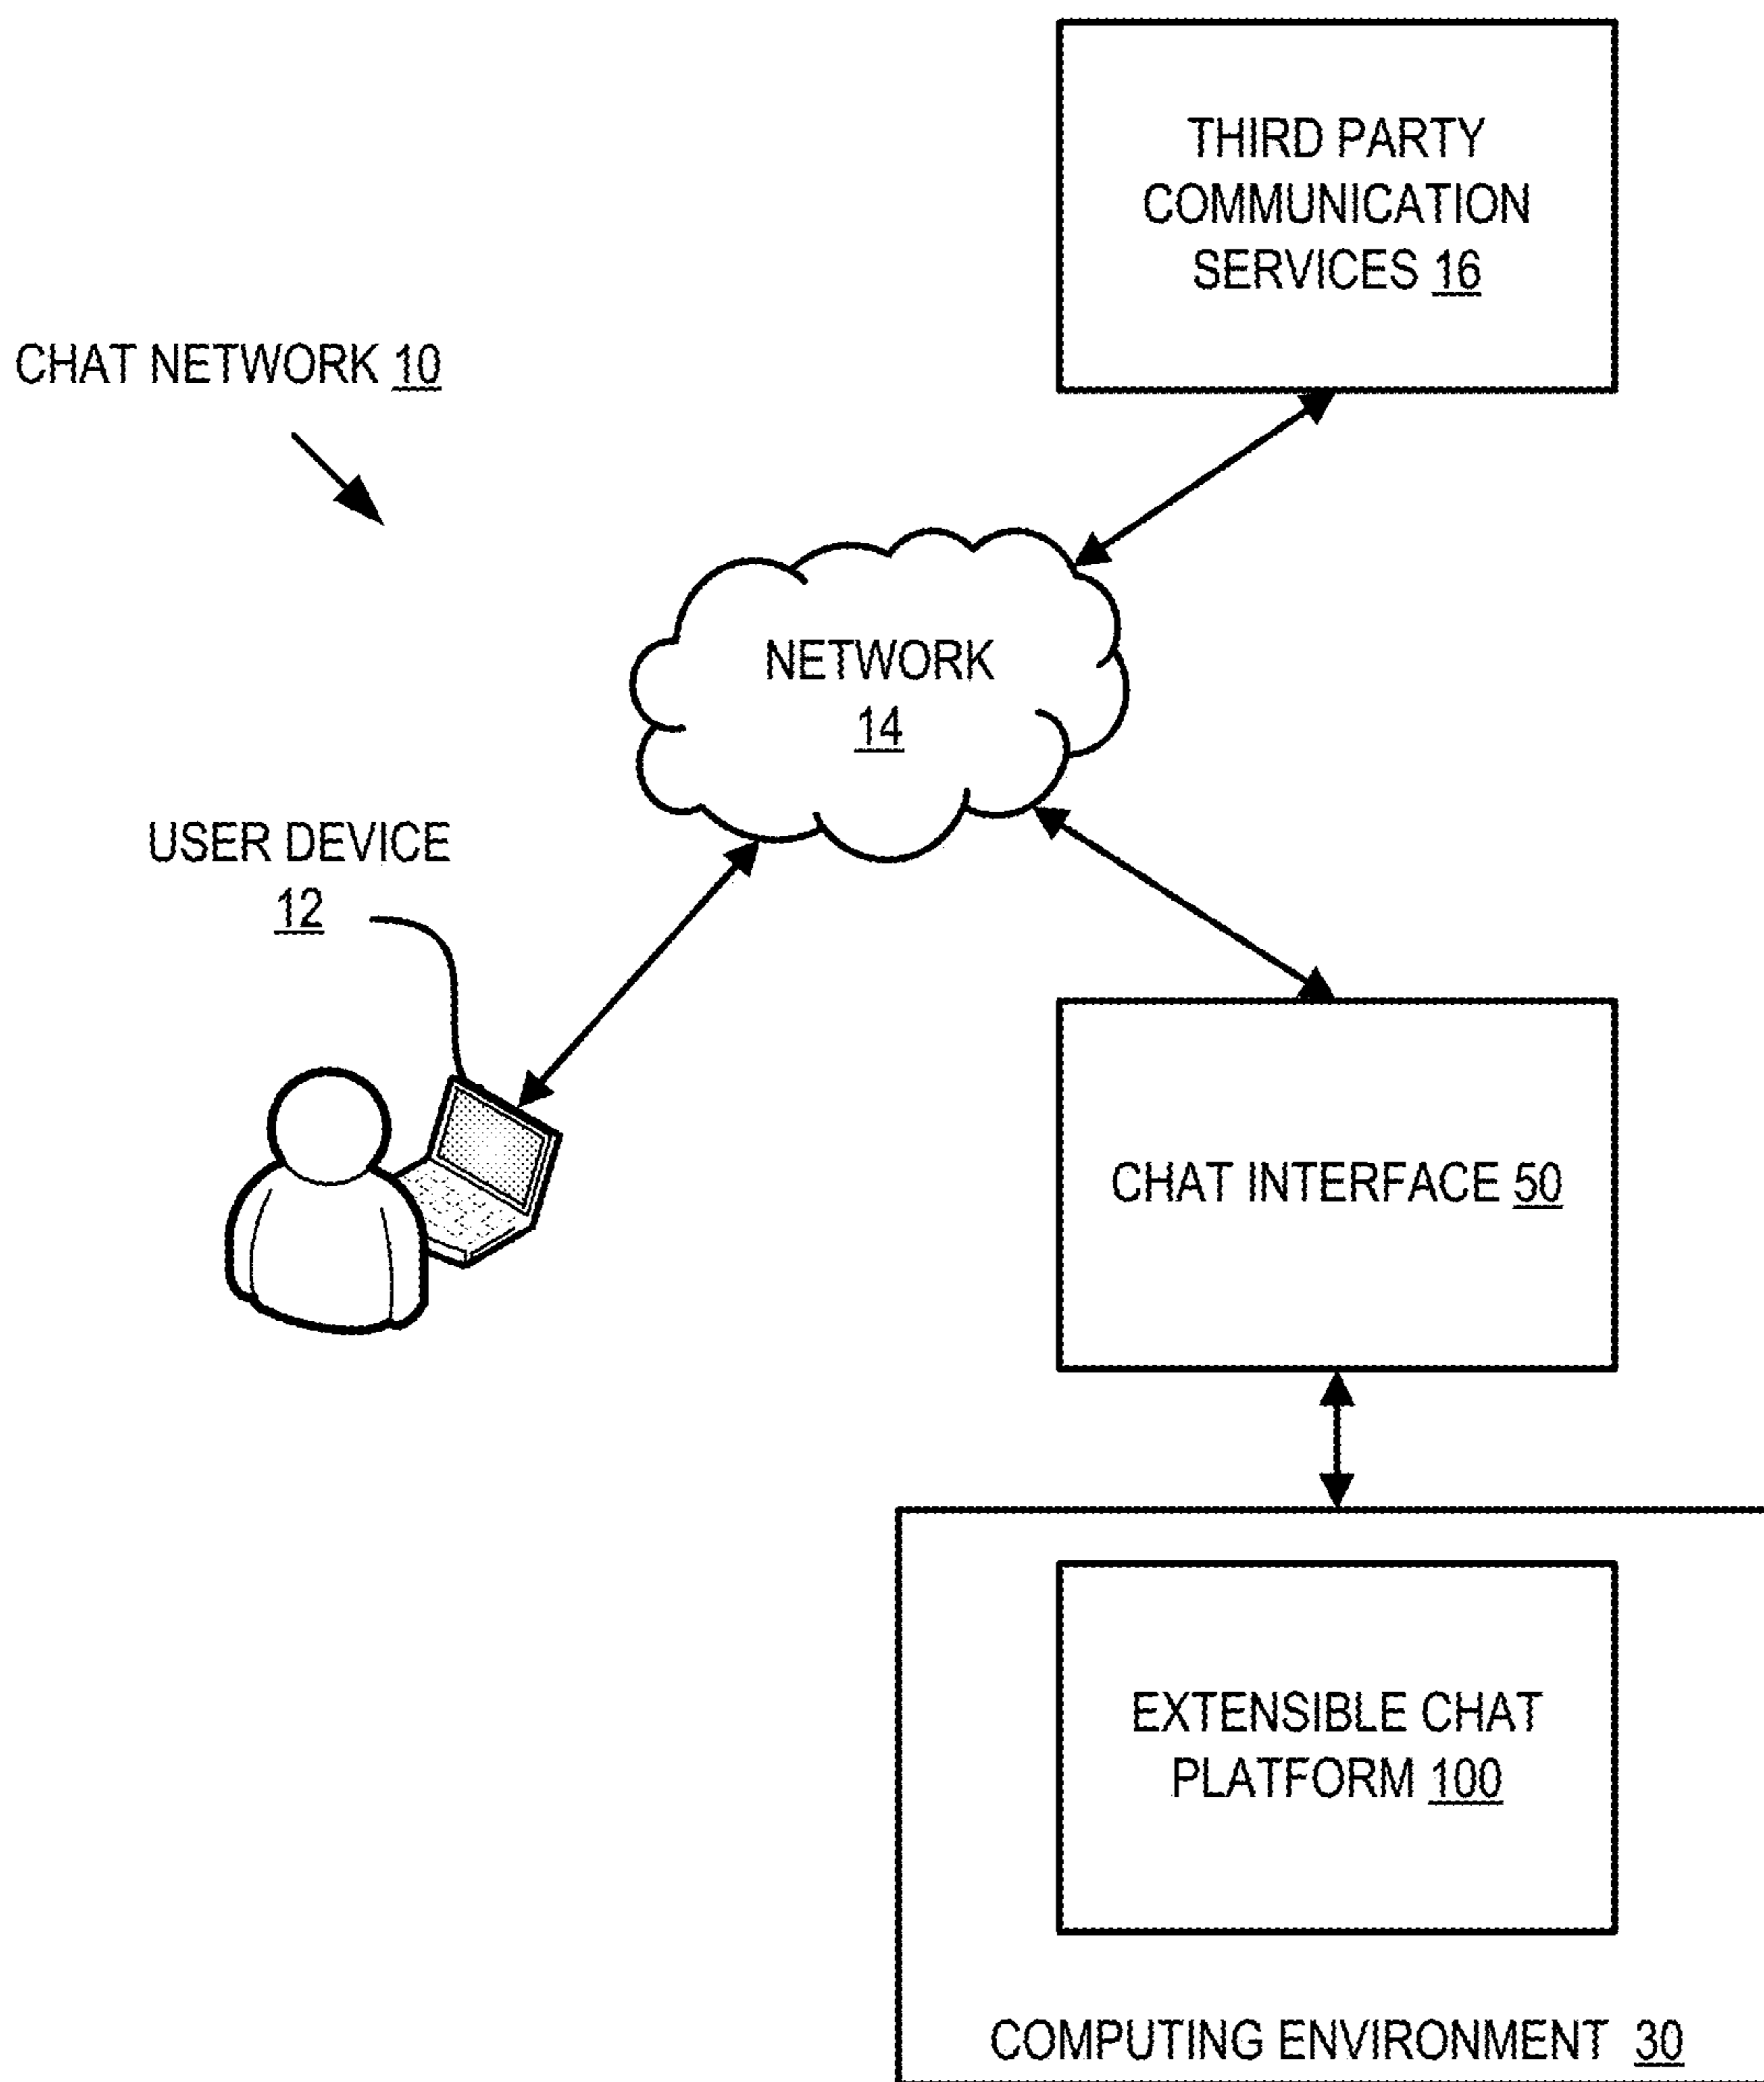 THIRD PARTY
COMMUNICATION
SERVICES 16
CHAT NETWORK 10
NETWORK
14
USER DEVICE
12
CHAT INTERFACE 50
EXTENSIBLE CHAT
PLATFORM 100
COMPUTING ENVIRONMENT 30